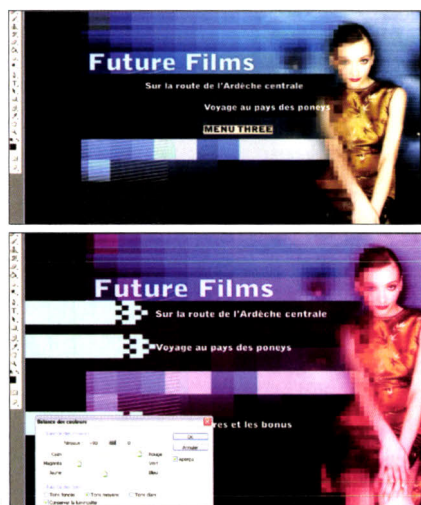 Future Films
Sur la route de l'Ardèche centrale
Voyage au pays des poneys
MENU THREE
Future Films
Sur la route de l'Ardèche centrale
Voyage au pays des poneys
res et les bonus
Balance des couleurs
OK
Annuler
Aperçu
Cyan Rouge
Magenta Vert
Jaune Bleu
Tons foncés Tons moyens Tons clairs
Conserver la luminosité